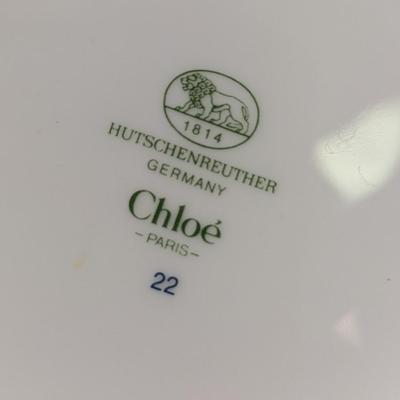 1814
HUTSCHENREUTHER
GERMANY
Chloé
-PARIS-
22